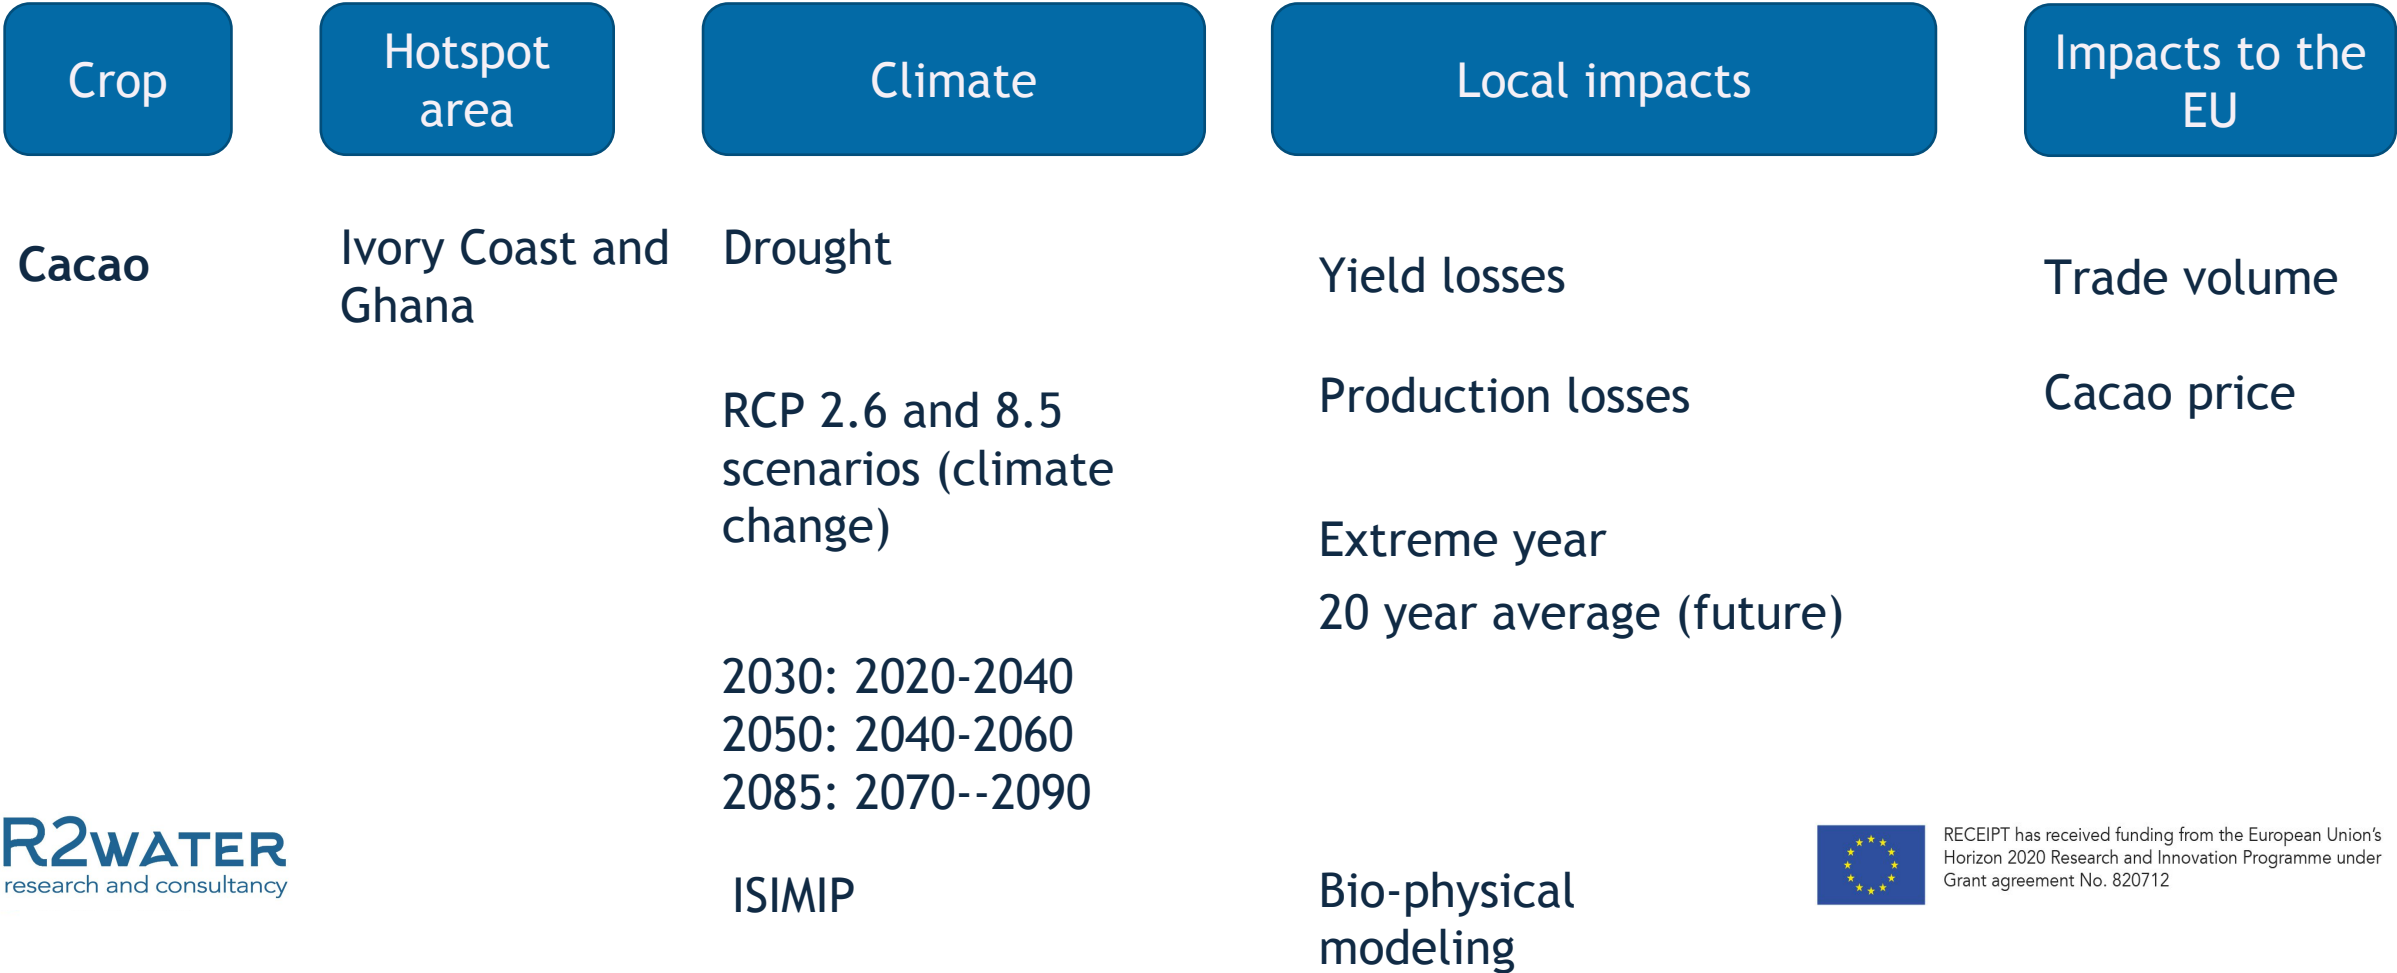 Crop
Hotspot
area
Climate
Local impacts
Impacts to the
EU
Cacao
Ivory Coast and
Ghana
Drought
RCP 2.6 and 8.5
scenarios (climate
change)
2030: 2020-2040
2050: 2040-2060
2085: 2070--2090
ISIMIP
Yield losses
Production losses
Extreme year
20 year average (future)
Bio-physical
modeling
Trade volume
Cacao price
R2WATER
research and consultancy
RECEIPT has received funding from the European Union's
Horizon 2020 Research and Innovation Programme under
Grant agreement No. 820712